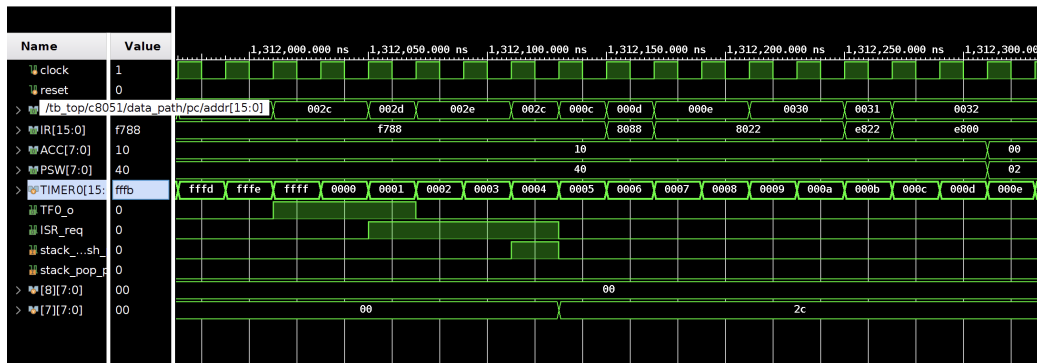 Name Value
1,312,000.000 ns 1,312,050.000 ns 1,312,100.000 ns 1,312,150.000 ns 1,312,200.000 ns 1,312,250.000 ns 1,312,300.00
clock 1
reset 0
/tb_top/c8051/data_path/pc/addr[15:0] 002c 002d 002e 002c 000c 000d 000e 0030 0031 0032
IR[15:0] f788 f788 8088 8022 e822 e800
ACC[7:0] 10 10 00
PSW[7:0] 40 40 02
TIMER0[15: fffb fffd fffe ffff 0000 0001 0002 0003 0004 0005 0006 0007 0008 0009 000a 000b 000c 000d 000e
TF0_o 0
ISR_req 0
stack_...sh_ 0
stack_pop_p 0
[8][7:0] 00 00
[7][7:0] 00 00 2c